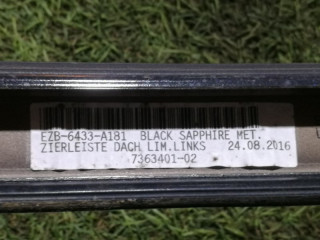 EZB-6433-A181 BLACK SAPPHIRE MET.
ZIERLEISTE DACH LIM.LINKS 24.08.2016
7363401-02